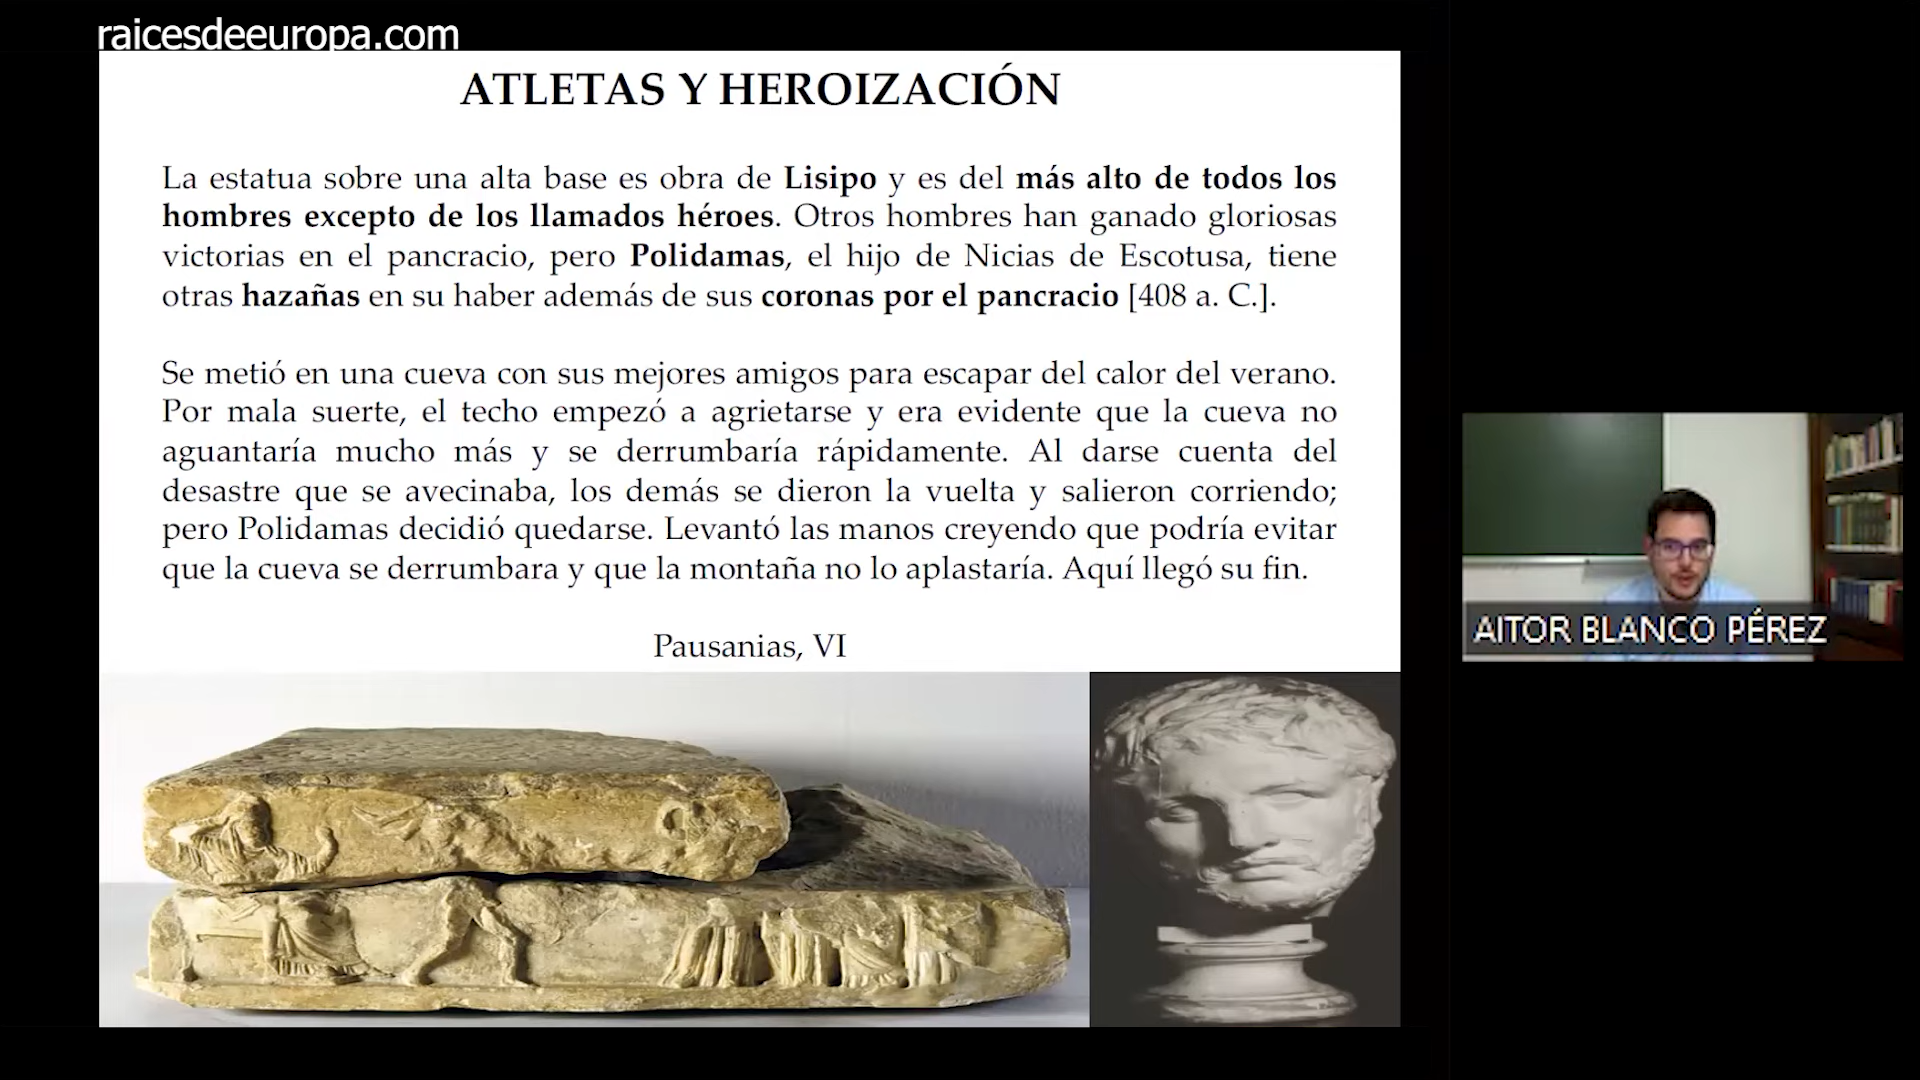 raicesdeeuropa.com
ATLETAS Y HEROIZACIÓN
La estatua sobre una alta base es obra de Lisipo y es del más alto de todos los
hombres excepto de los llamados héroes. Otros hombres han ganado gloriosas
victorias en el pancracio, pero Polidamas, el hijo de Nicias de Escotusa, tiene
otras hazañas en su haber además de sus coronas por el pancracio [408 a. C.].
Se metió en una cueva con sus mejores amigos para escapar del calor del verano.
Por mala suerte, el techo empezó a agrietarse y era evidente que la cueva no
aguantaría mucho más y se derrumbaría rápidamente. Al darse cuenta del
desastre que se avecinaba, los demás se dieron la vuelta y salieron corriendo;
pero Polidamas decidió quedarse. Levantó las manos creyendo que podría evitar
que la cueva se derrumbara y que la montaña no lo aplastaría. Aquí llegó su fin.
Pausanias, VI
AITOR BLANCO PÉREZ